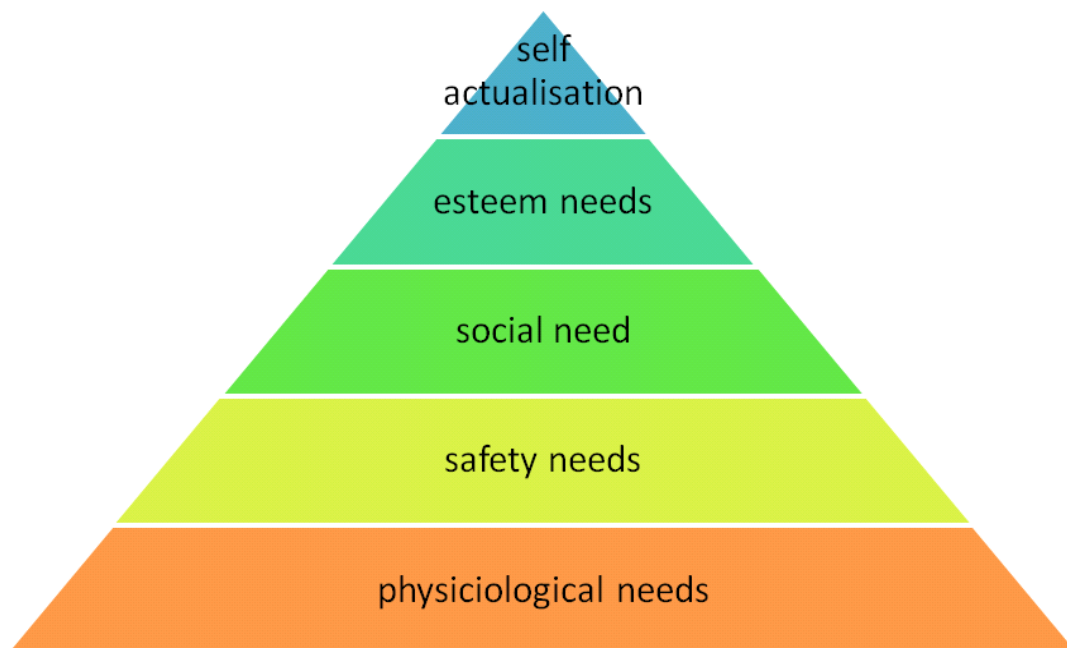 self
actualisation
esteem needs
social need
safety needs
physiciological needs